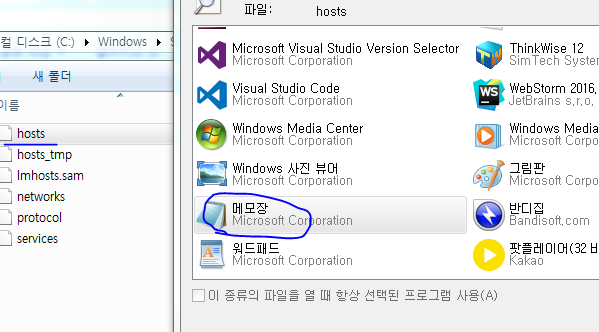 컬 디스크 (C:) ▸ Windows ▸ S
새 폴더
이름
hosts
hosts_tmp
lmhosts.sam
networks
protocol
services
파일: hosts
Microsoft Visual Studio Version Selector
Microsoft Corporation
ThinkWise 12
SimTech System
Visual Studio Code
Microsoft Corporation
WebStorm 2016.
JetBrains s.r.o.
Windows Media Center
Microsoft Corporation
Windows Media
Microsoft Corpora
Windows 사진 뷰어
Microsoft Corporation
그림판
Microsoft Corpora
메모장
Microsoft Corporation
반디집
Bandisoft.com
워드패드
Microsoft Corporation
팟플레이어(32 비
Kakao
이 종류의 파일을 열 때 항상 선택된 프로그램 사용(A)